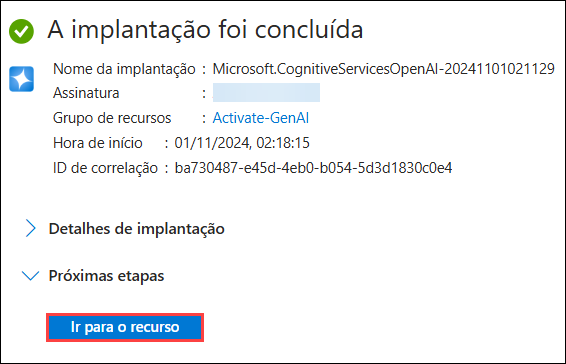 A implantação foi concluída
Nome da implantação : Microsoft.CognitiveServicesOpenAI-20241101021129
Assinatura :
Grupo de recursos : Activate-GenAI
Hora de início : 01/11/2024, 02:18:15
ID de correlação : ba730487-e45d-4eb0-b054-5d3d1830c0e4
Detalhes de implantação
Próximas etapas
Ir para o recurso